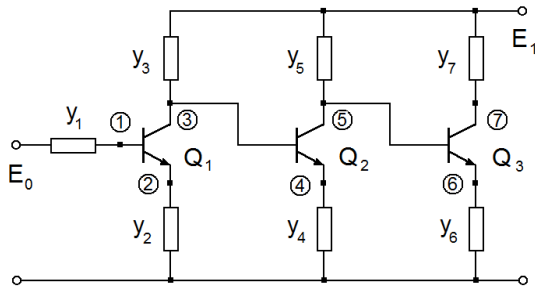 E₁
y₃ y₅ y₇
y₁ ① ③ ⑤ ⑦
E₀ ② Q₁ ④ Q₂ ⑥ Q₃
y₂ y₄ y₆